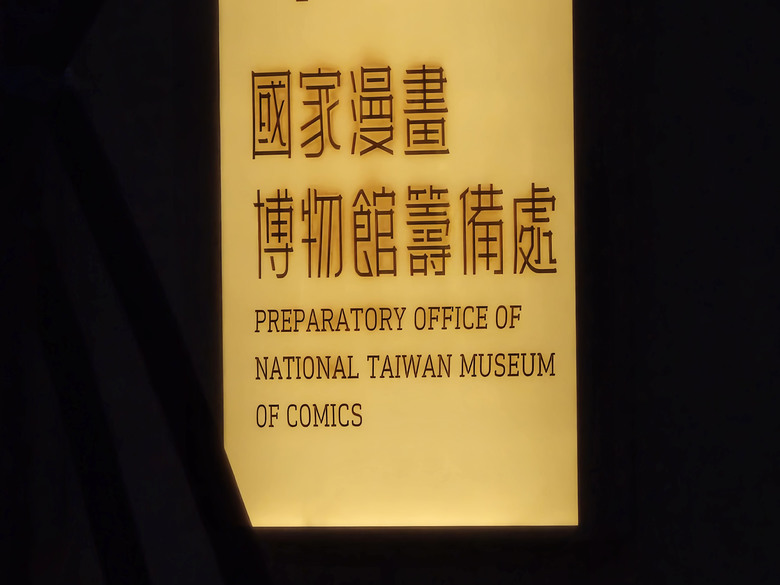 國家漫畫
博物館籌備處
PREPARATORY OFFICE OF
NATIONAL TAIWAN MUSEUM
OF COMICS